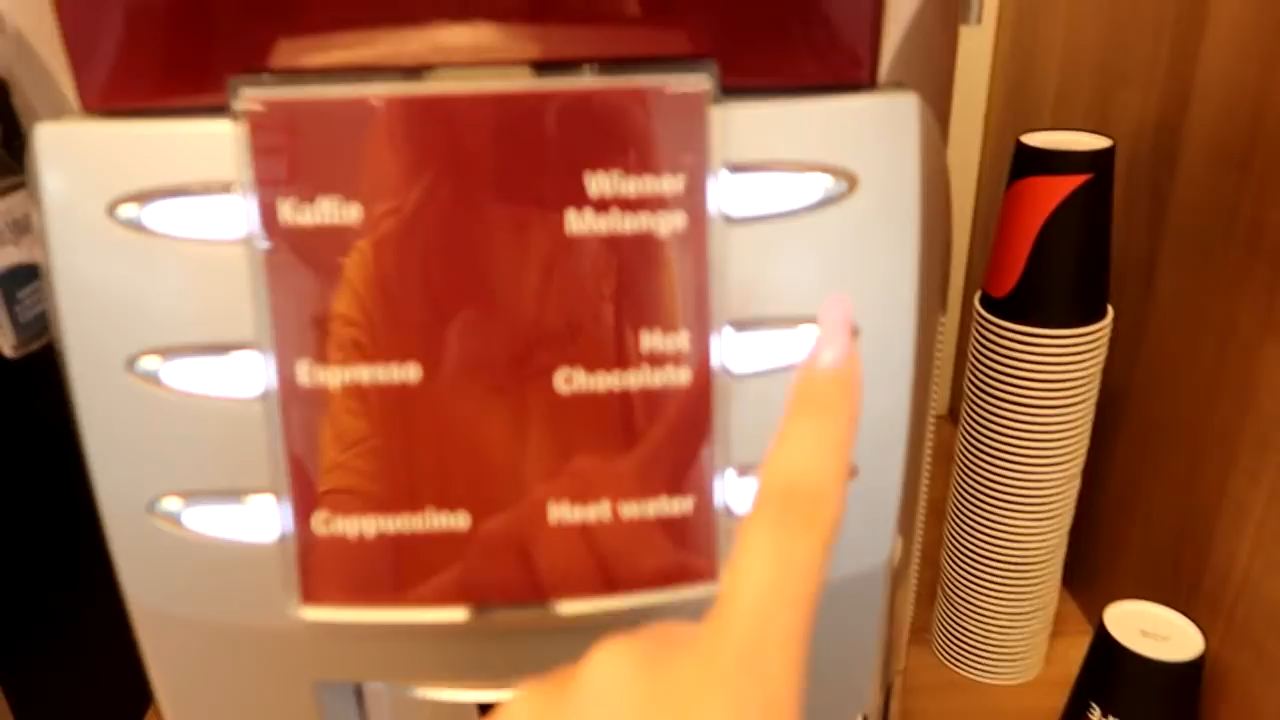 Koffie
Espresso
Cappuccino
Wiener
Melange
Hot
Chocolate
Heet water